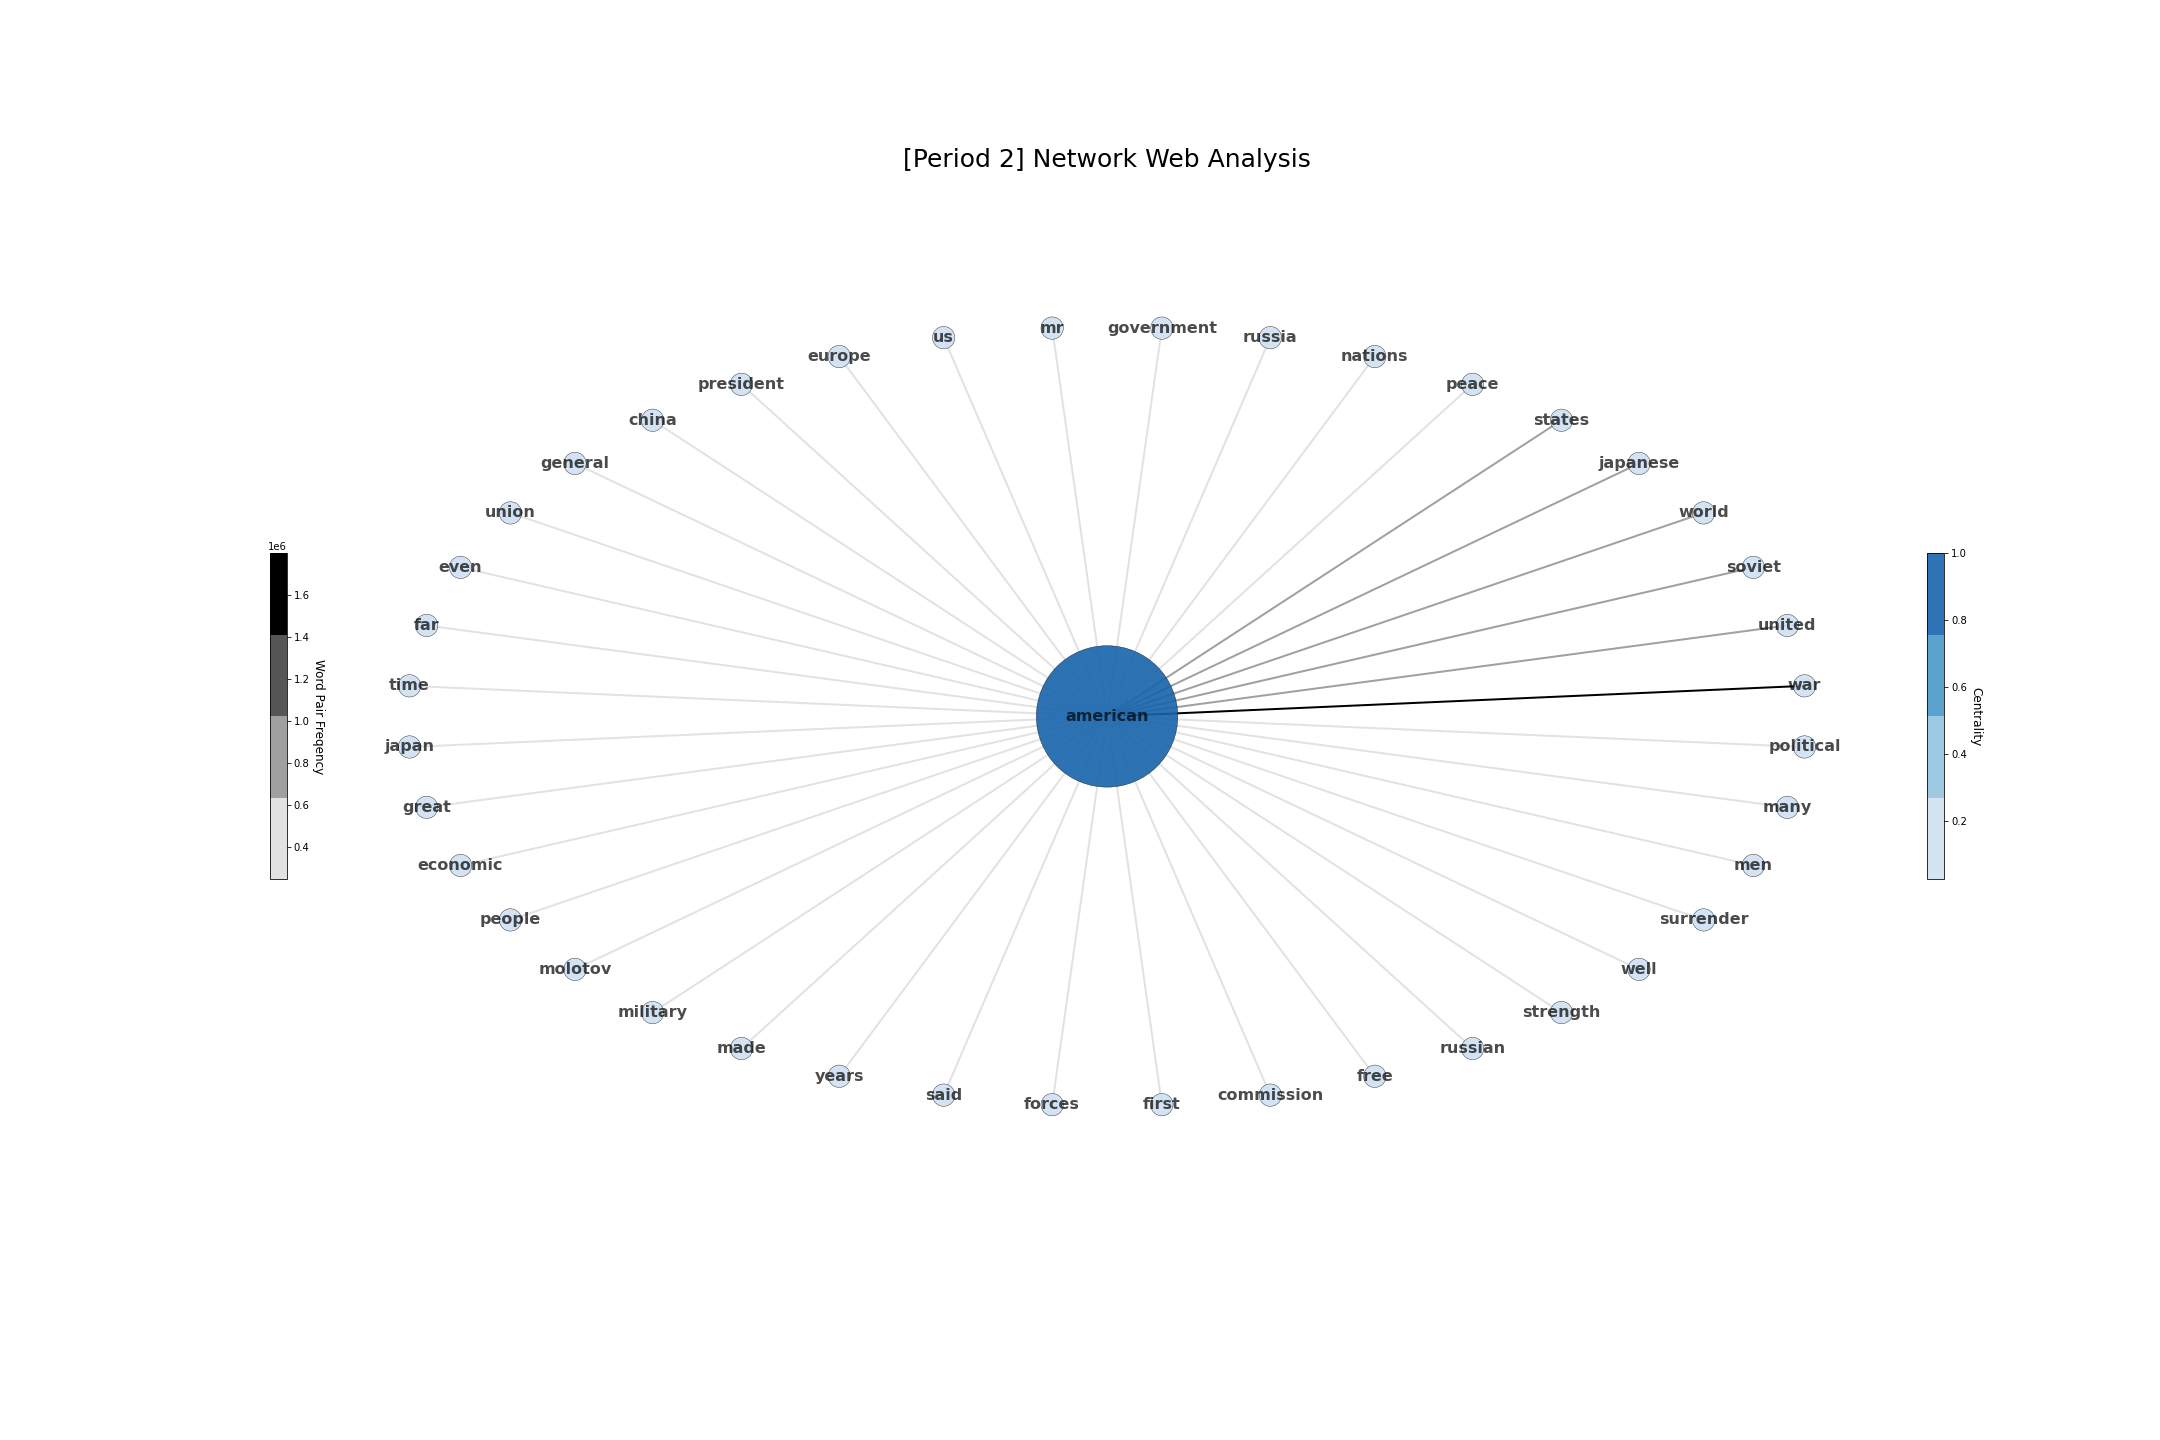 [Period 2] Network Web Analysis
mr
government
us
russia
europe
nations
president
peace
china
states
general
japanese
union
world
even
soviet
far
united
time
war
american
japan
political
great
many
economic
men
people
surrender
molotov
well
military
strength
made
russian
years
free
said
commission
forces
first
1e6
1.6
1.4
1.2
1.0
0.8
0.6
0.4
Word Pair Freqency
1.0
0.8
0.6
0.4
0.2
Centrality